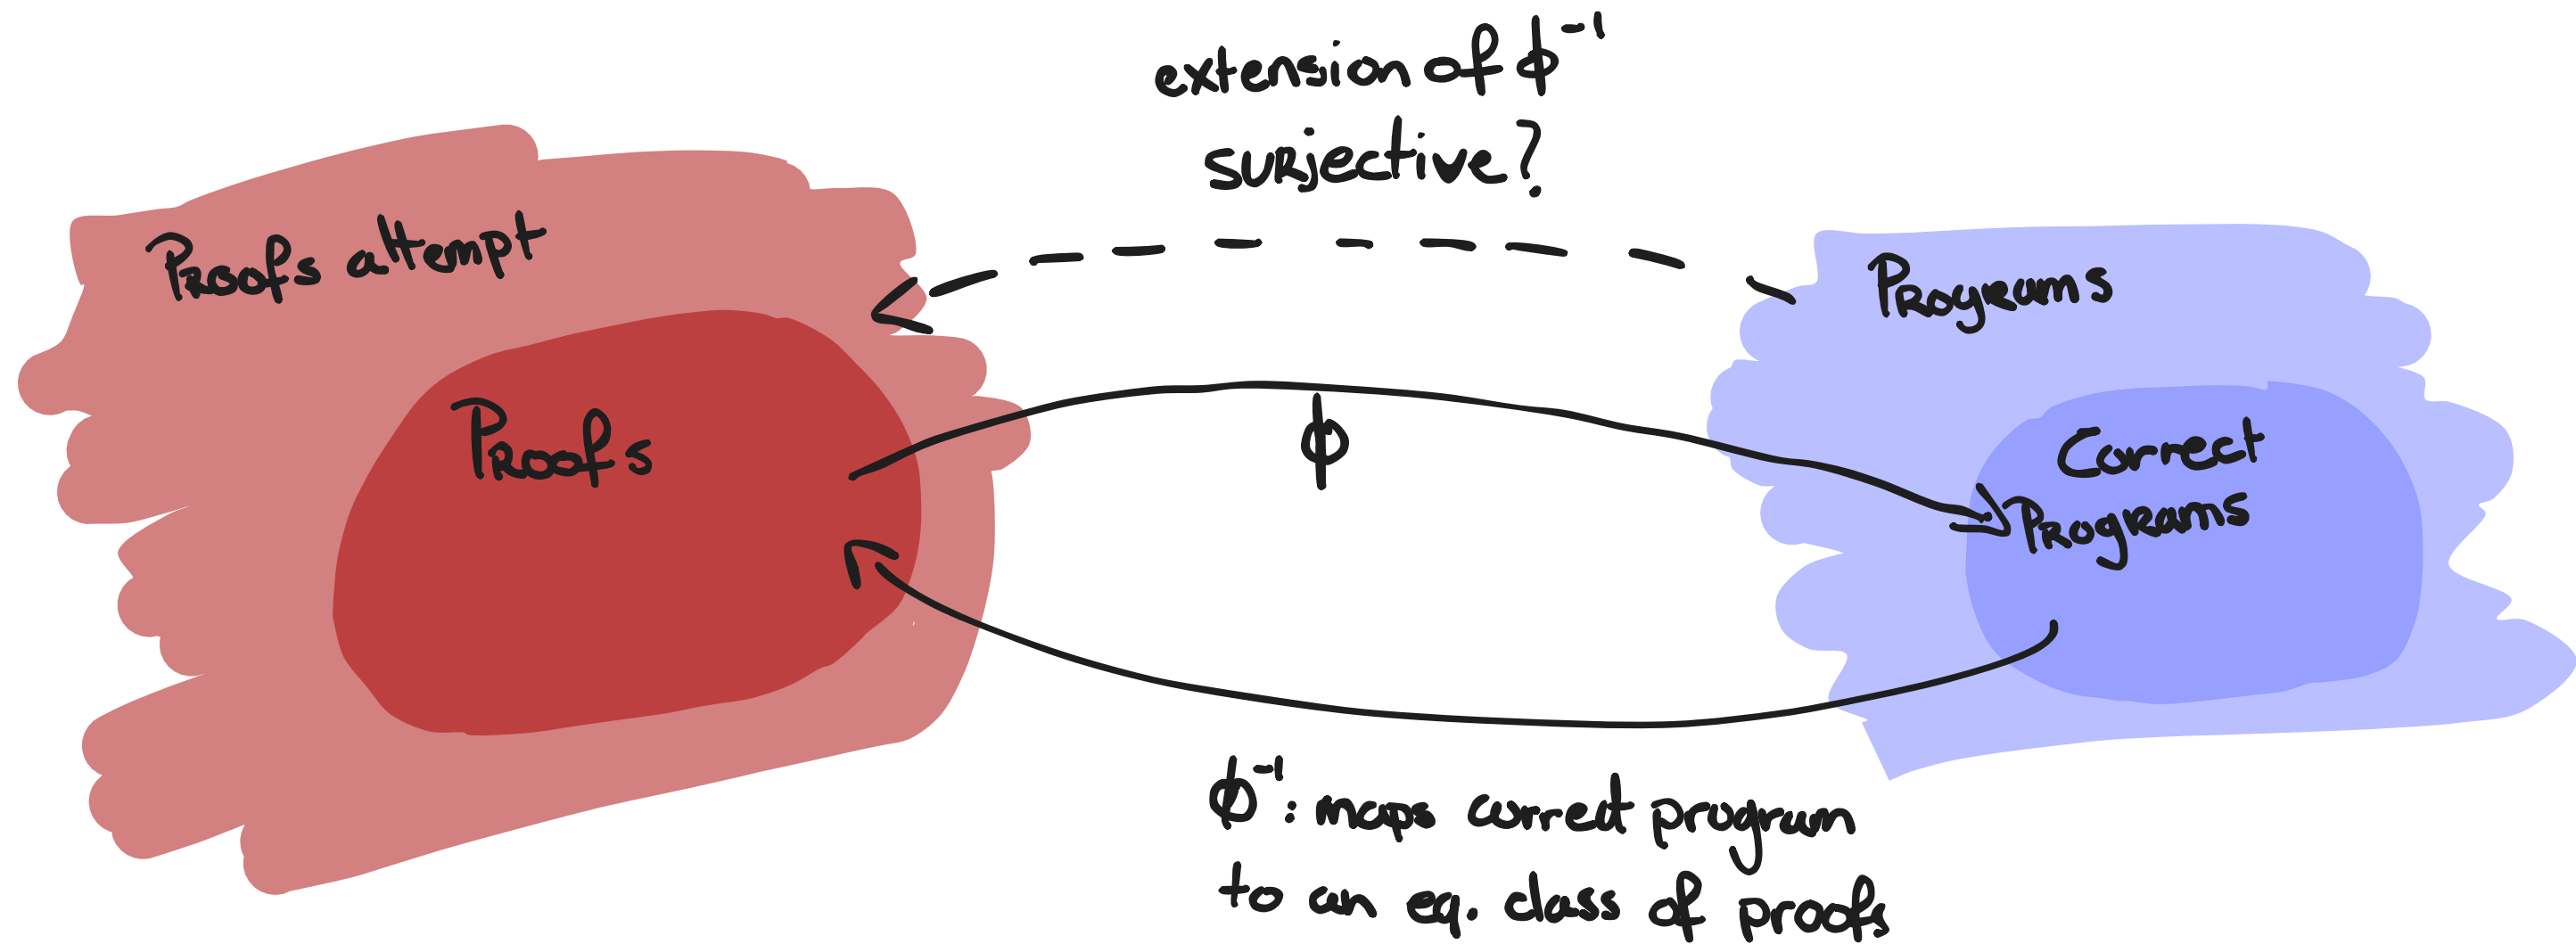 extension of ϕ⁻¹
surjective?
Proofs attempt
Programs
Proofs
ϕ
Correct
Programs
ϕ⁻¹: maps correct program
to an eq. class of proofs